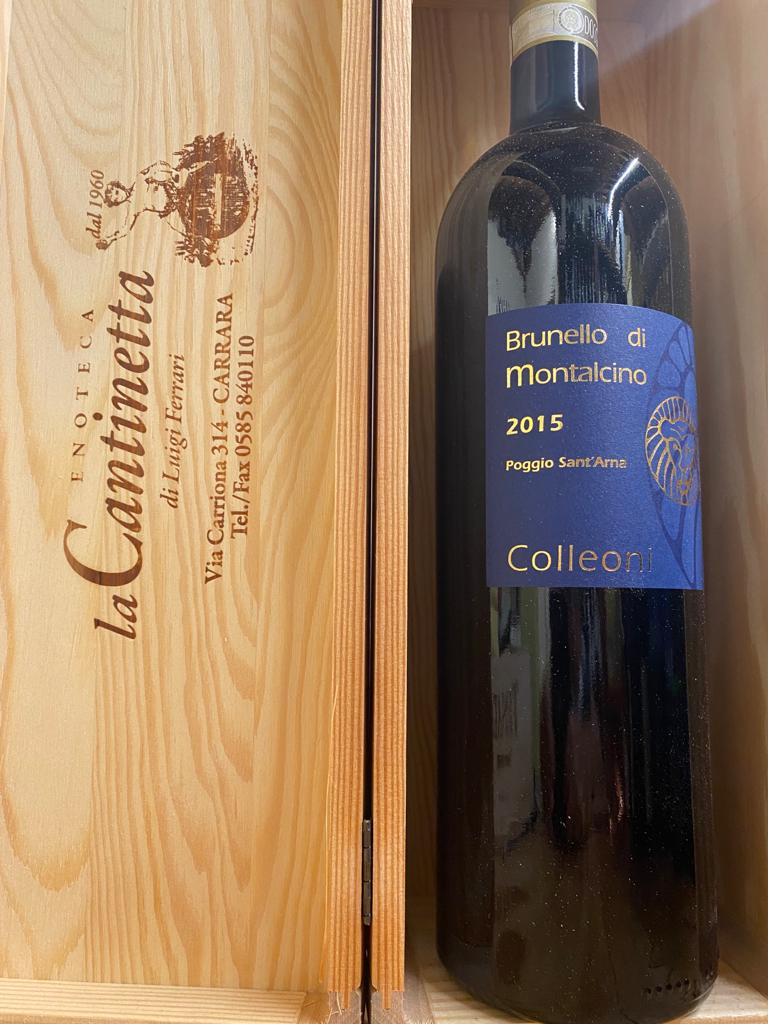 dal 1960
ENOTECA
la Cantinetta
di Luigi Ferrari
Via Carriona 314 - CARRARA
Tel./Fax 0585 840110
Brunello di
Montalcino
2015
Poggio Sant'Arna
Colleoni